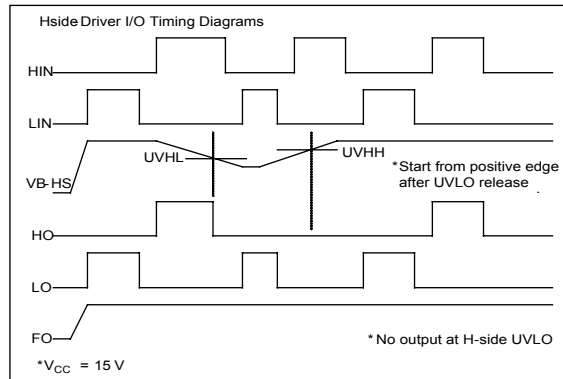 Hside Driver I/O Timing Diagrams
HIN
LIN
UVHL
UVHH
*Start from positive edge
after UVLO release
VB-HS
HO
LO
FO
*No output at H-side UVLO
*VCC = 15 V